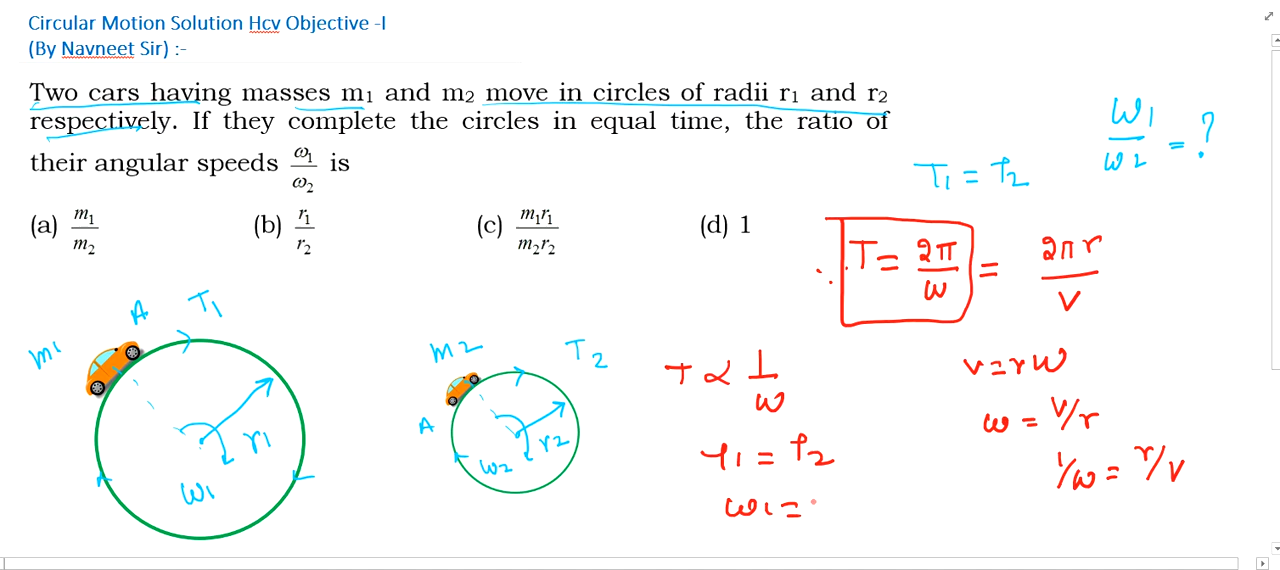 Circular Motion Solution Hcv Objective -I
(By Navneet Sir) :-
Two cars having masses m₁ and m₂ move in circles of radii r₁ and r₂
respectively. If they complete the circles in equal time, the ratio of
their angular speeds ω₁/ω₂ is
(a) m₁/m₂ (b) r₁/r₂ (c) m₁r₁/m₂r₂ (d) 1
ω1/ω2 = ?
T1 = T2
∴ T = 2π/ω = 2πr/v
T ∝ 1/ω
T1 = T2
ω1 =
v = rω
ω = v/r
1/ω = r/v
A T1
m1
r1
ω1
m2 T2
A
r2
ω2